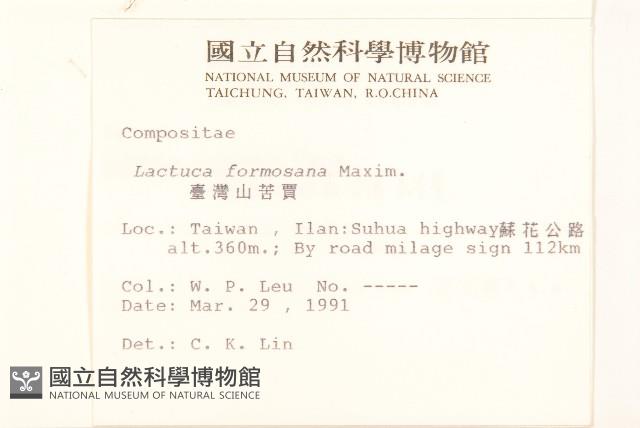 國立自然科學博物館
NATIONAL MUSEUM OF NATURAL SCIENCE
TAICHUNG, TAIWAN, R.O.CHINA
Compositae
Lactuca formosana Maxim.
臺灣山苦賈
Loc.: Taiwan , Ilan:Suhua highway蘇花公路
alt.360m.; By road milage sign 112km
Col.: W. P. Leu No. -----
Date: Mar. 29 , 1991
Det.: C. K. Lin
國立自然科學博物館
NATIONAL MUSEUM OF NATURAL SCIENCE